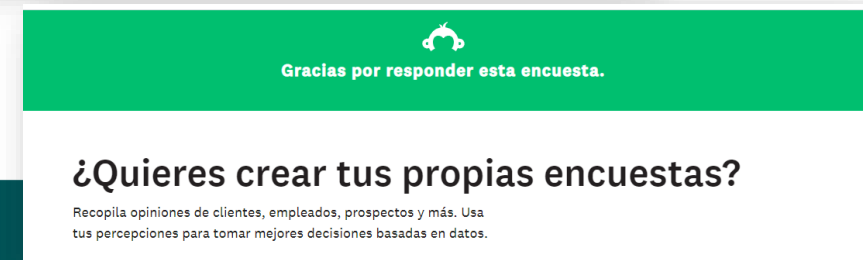 Gracias por responder esta encuesta.
¿Quieres crear tus propias encuestas?
Recopila opiniones de clientes, empleados, prospectos y más. Usa
tus percepciones para tomar mejores decisiones basadas en datos.